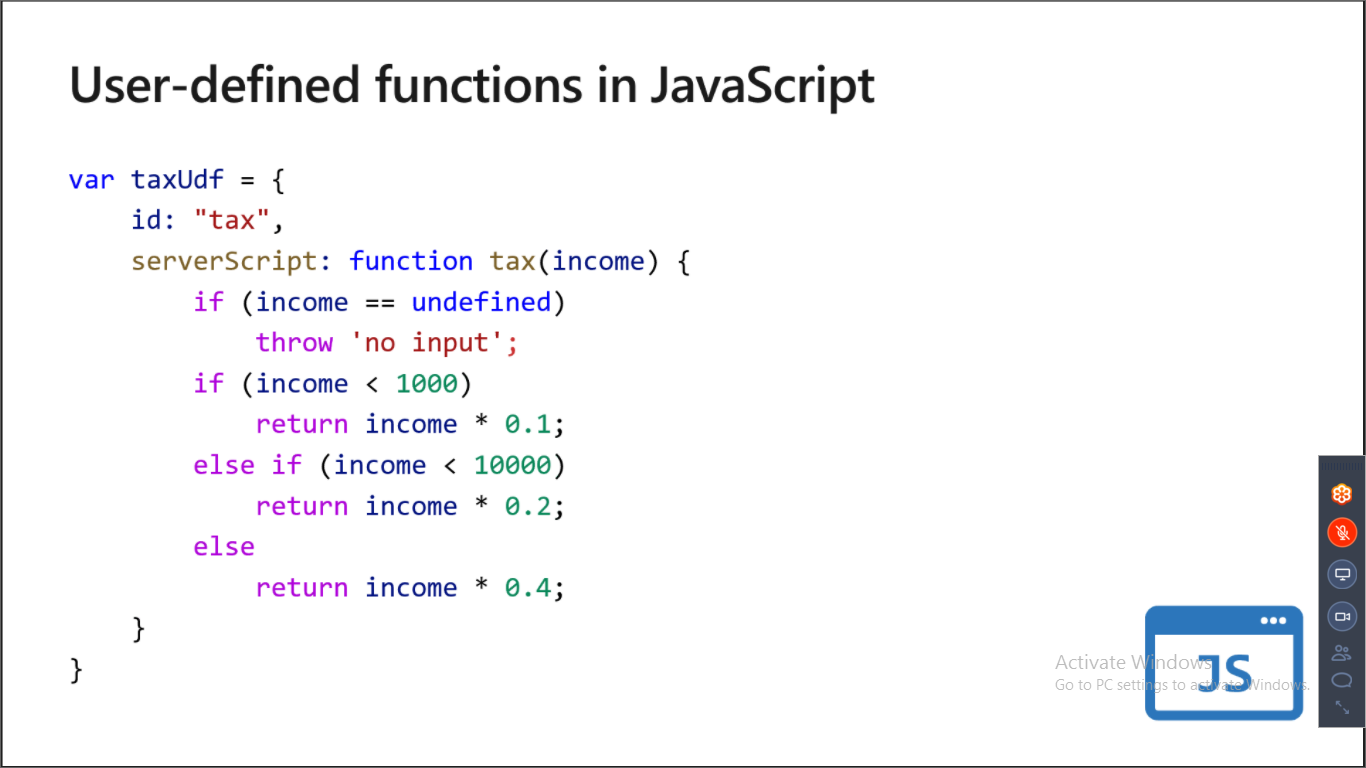 User-defined functions in JavaScript
var taxUdf = {
    id: "tax",
    serverScript: function tax(income) {
        if (income == undefined)
            throw 'no input';
        if (income < 1000)
            return income * 0.1;
        else if (income < 10000)
            return income * 0.2;
        else
            return income * 0.4;
    }
}
JS
Activate Windows
Go to PC settings to activate Windows.